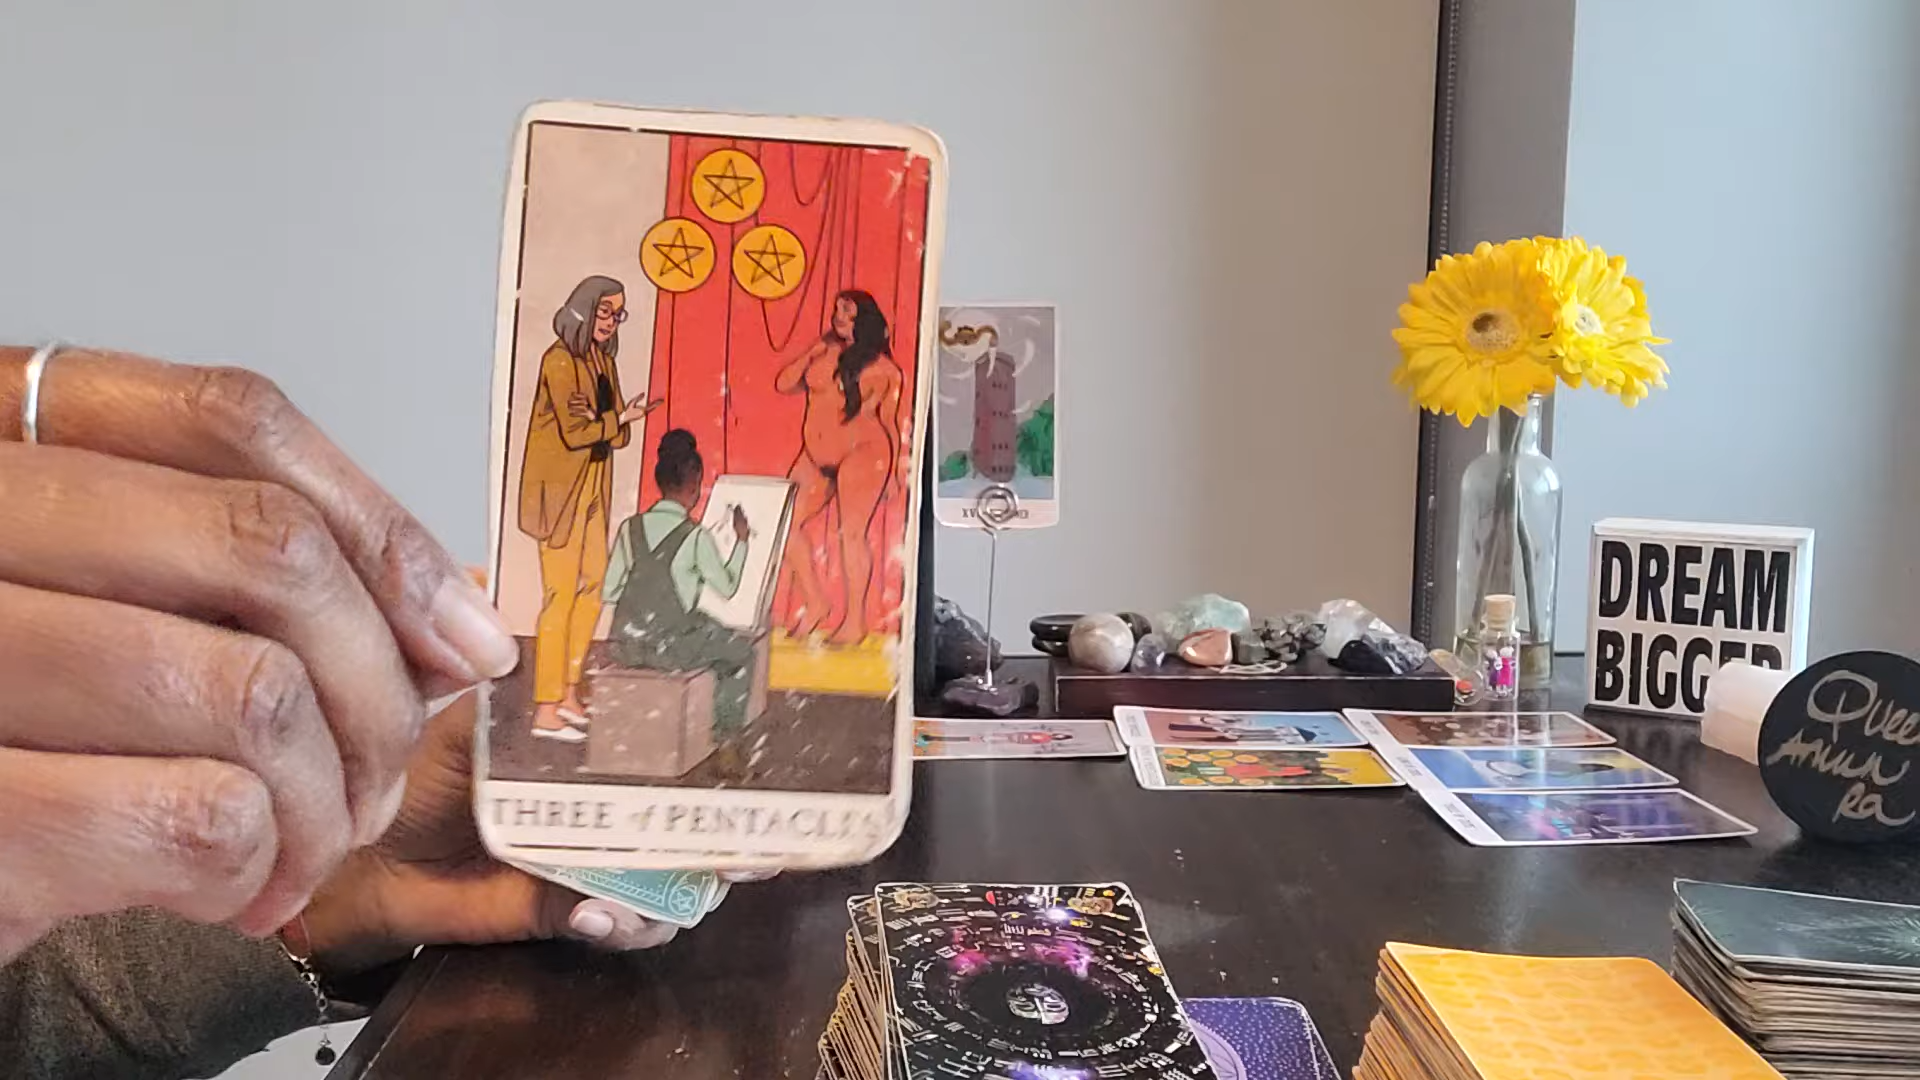 THREE of PENTACLES
DREAM
BIGGER
Queen
Amun
Ra